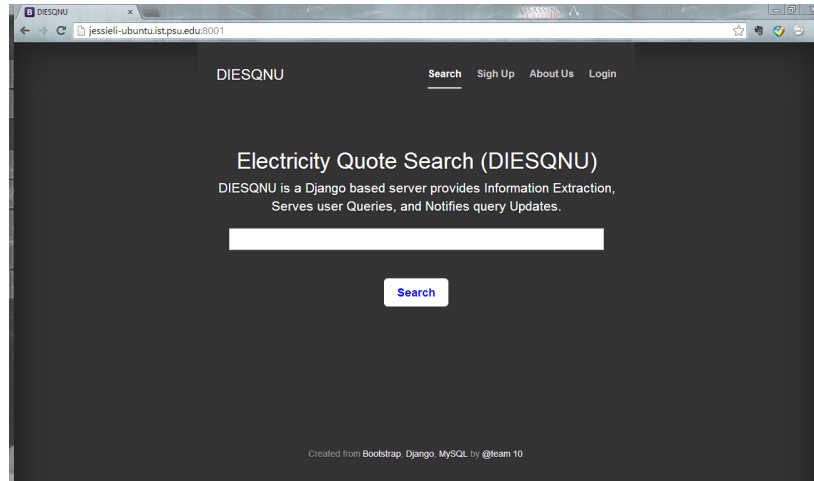 DIESQNU
ASSASSIN'S
jessieli-ubuntu.ist.psu.edu:8001
DIESQNU
Search Sigh Up About Us Login
Electricity Quote Search (DIESQNU)
DIESQNU is a Django based server provides Information Extraction,
Serves user Queries, and Notifies query Updates.
Search
Created from Bootstrap, Django, MySQL by @team 10.